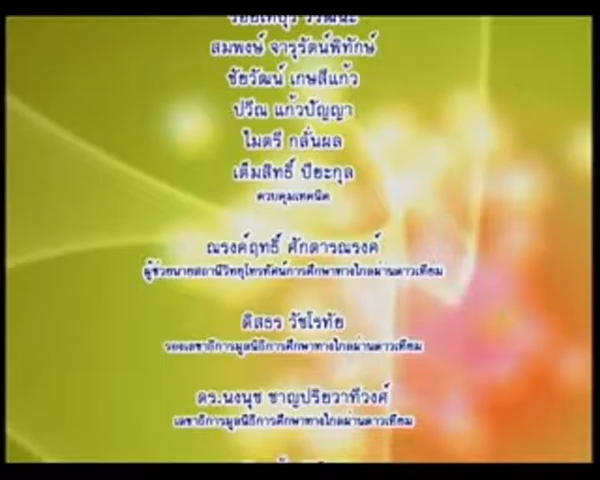 สมพงษ์ จารุรัตน์พิทักษ์
ชัยวัฒน์ เกษสีแก้ว
ปวีณ แก้วปัญญา
ไมตรี กลั่นผล
เติมสิทธิ์ ปิยะกุล
ควบคุมเทคนิค
ณรงค์ฤทธิ์ ศักดารณรงค์
ผู้ช่วยนายสถานีวิทยุโทรทัศน์การศึกษาทางไกลผ่านดาวเทียม
ดิสธร วัชโรทัย
รองเลขาธิการมูลนิธิการศึกษาทางไกลผ่านดาวเทียม
ดร.นงนุช ชาญปริยวาทีวงศ์
เลขาธิการมูลนิธิการศึกษาทางไกลผ่านดาวเทียม